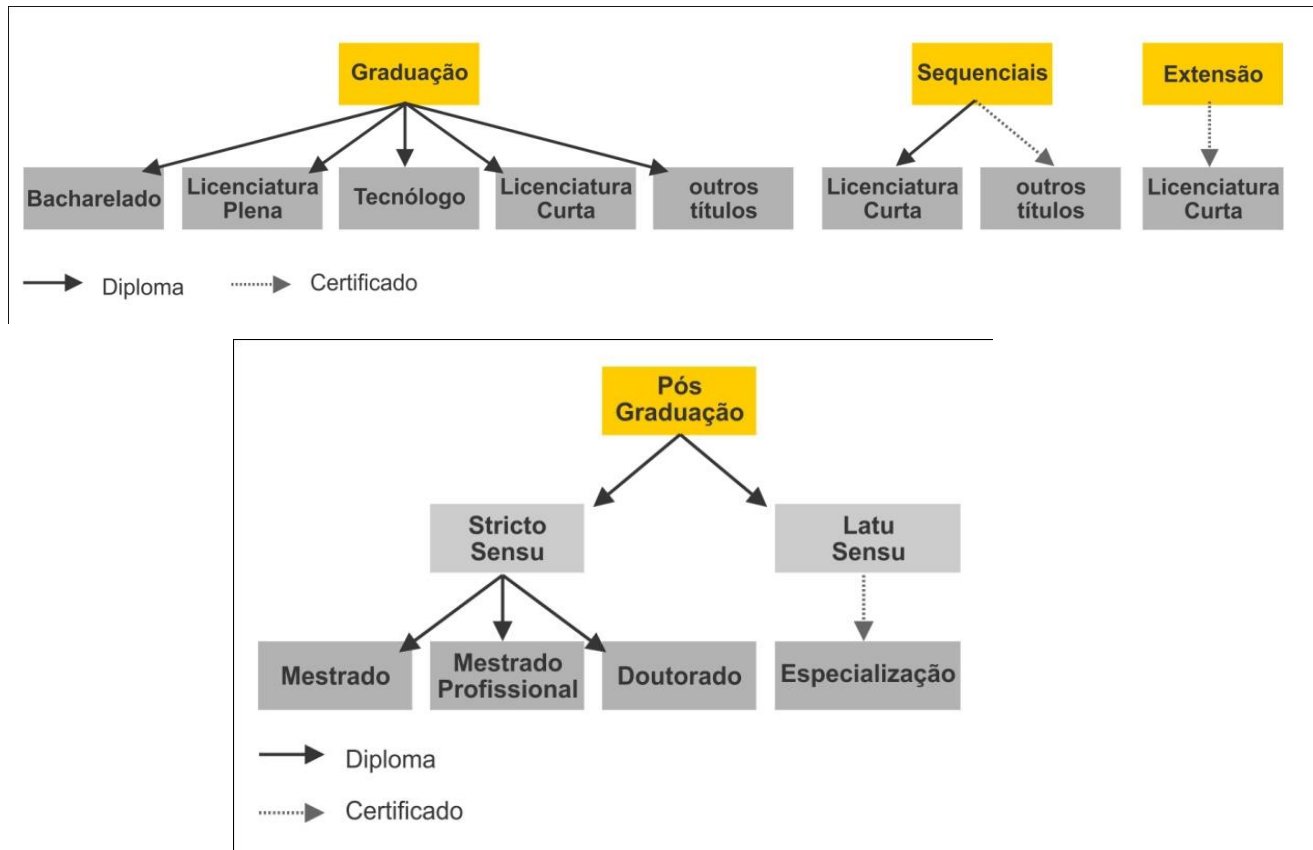 Graduação
Sequenciais
Extensão
Bacharelado
Licenciatura
Plena
Tecnólogo
Licenciatura
Curta
outros
títulos
Licenciatura
Curta
outros
títulos
Licenciatura
Curta
Diploma
Certificado
Pós
Graduação
Stricto
Sensu
Latu
Sensu
Mestrado
Mestrado
Profissional
Doutorado
Especialização
Diploma
Certificado